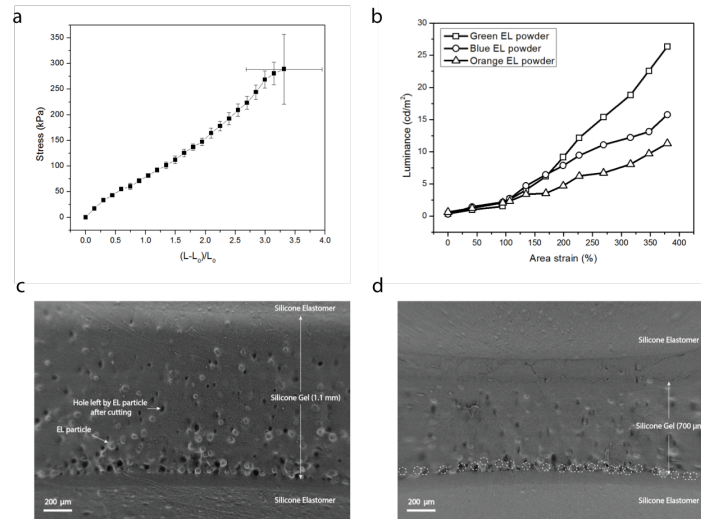 a
350
300
250
200
150
100
50
0
Stress (kPa)
0.0 0.5 1.0 1.5 2.0 2.5 3.0 3.5 4.0
(L-L₀)/L₀
b
30
25
20
15
10
5
0
Luminance (cd/m²)
Green EL powder
Blue EL powder
Orange EL powder
0 50 100 150 200 250 300 350 400
Area strain (%)
c
Silicone Elastomer
Hole left by EL particle
after cutting
Silicone Gel (1.1 mm)
EL particle
200 µm
Silicone Elastomer
d
Silicone Elastomer
Silicone Gel (700 µm
200 µm
Silicone Elastomer